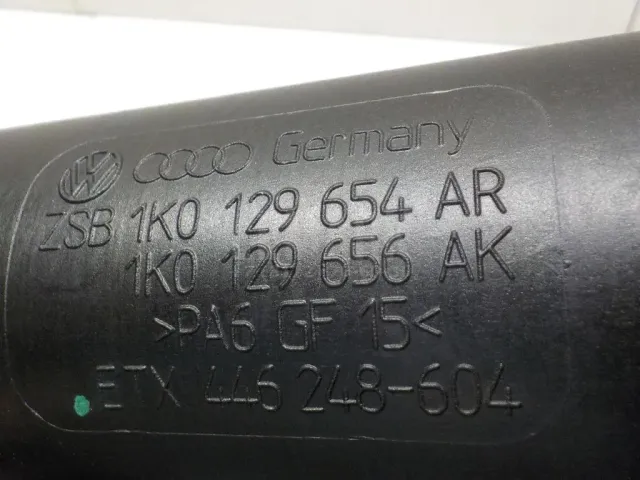 Germany
ZSB 1K0 129 654 AR
1K0 129 656 AK
>PA6 GF 15<
ETX 446 248-604